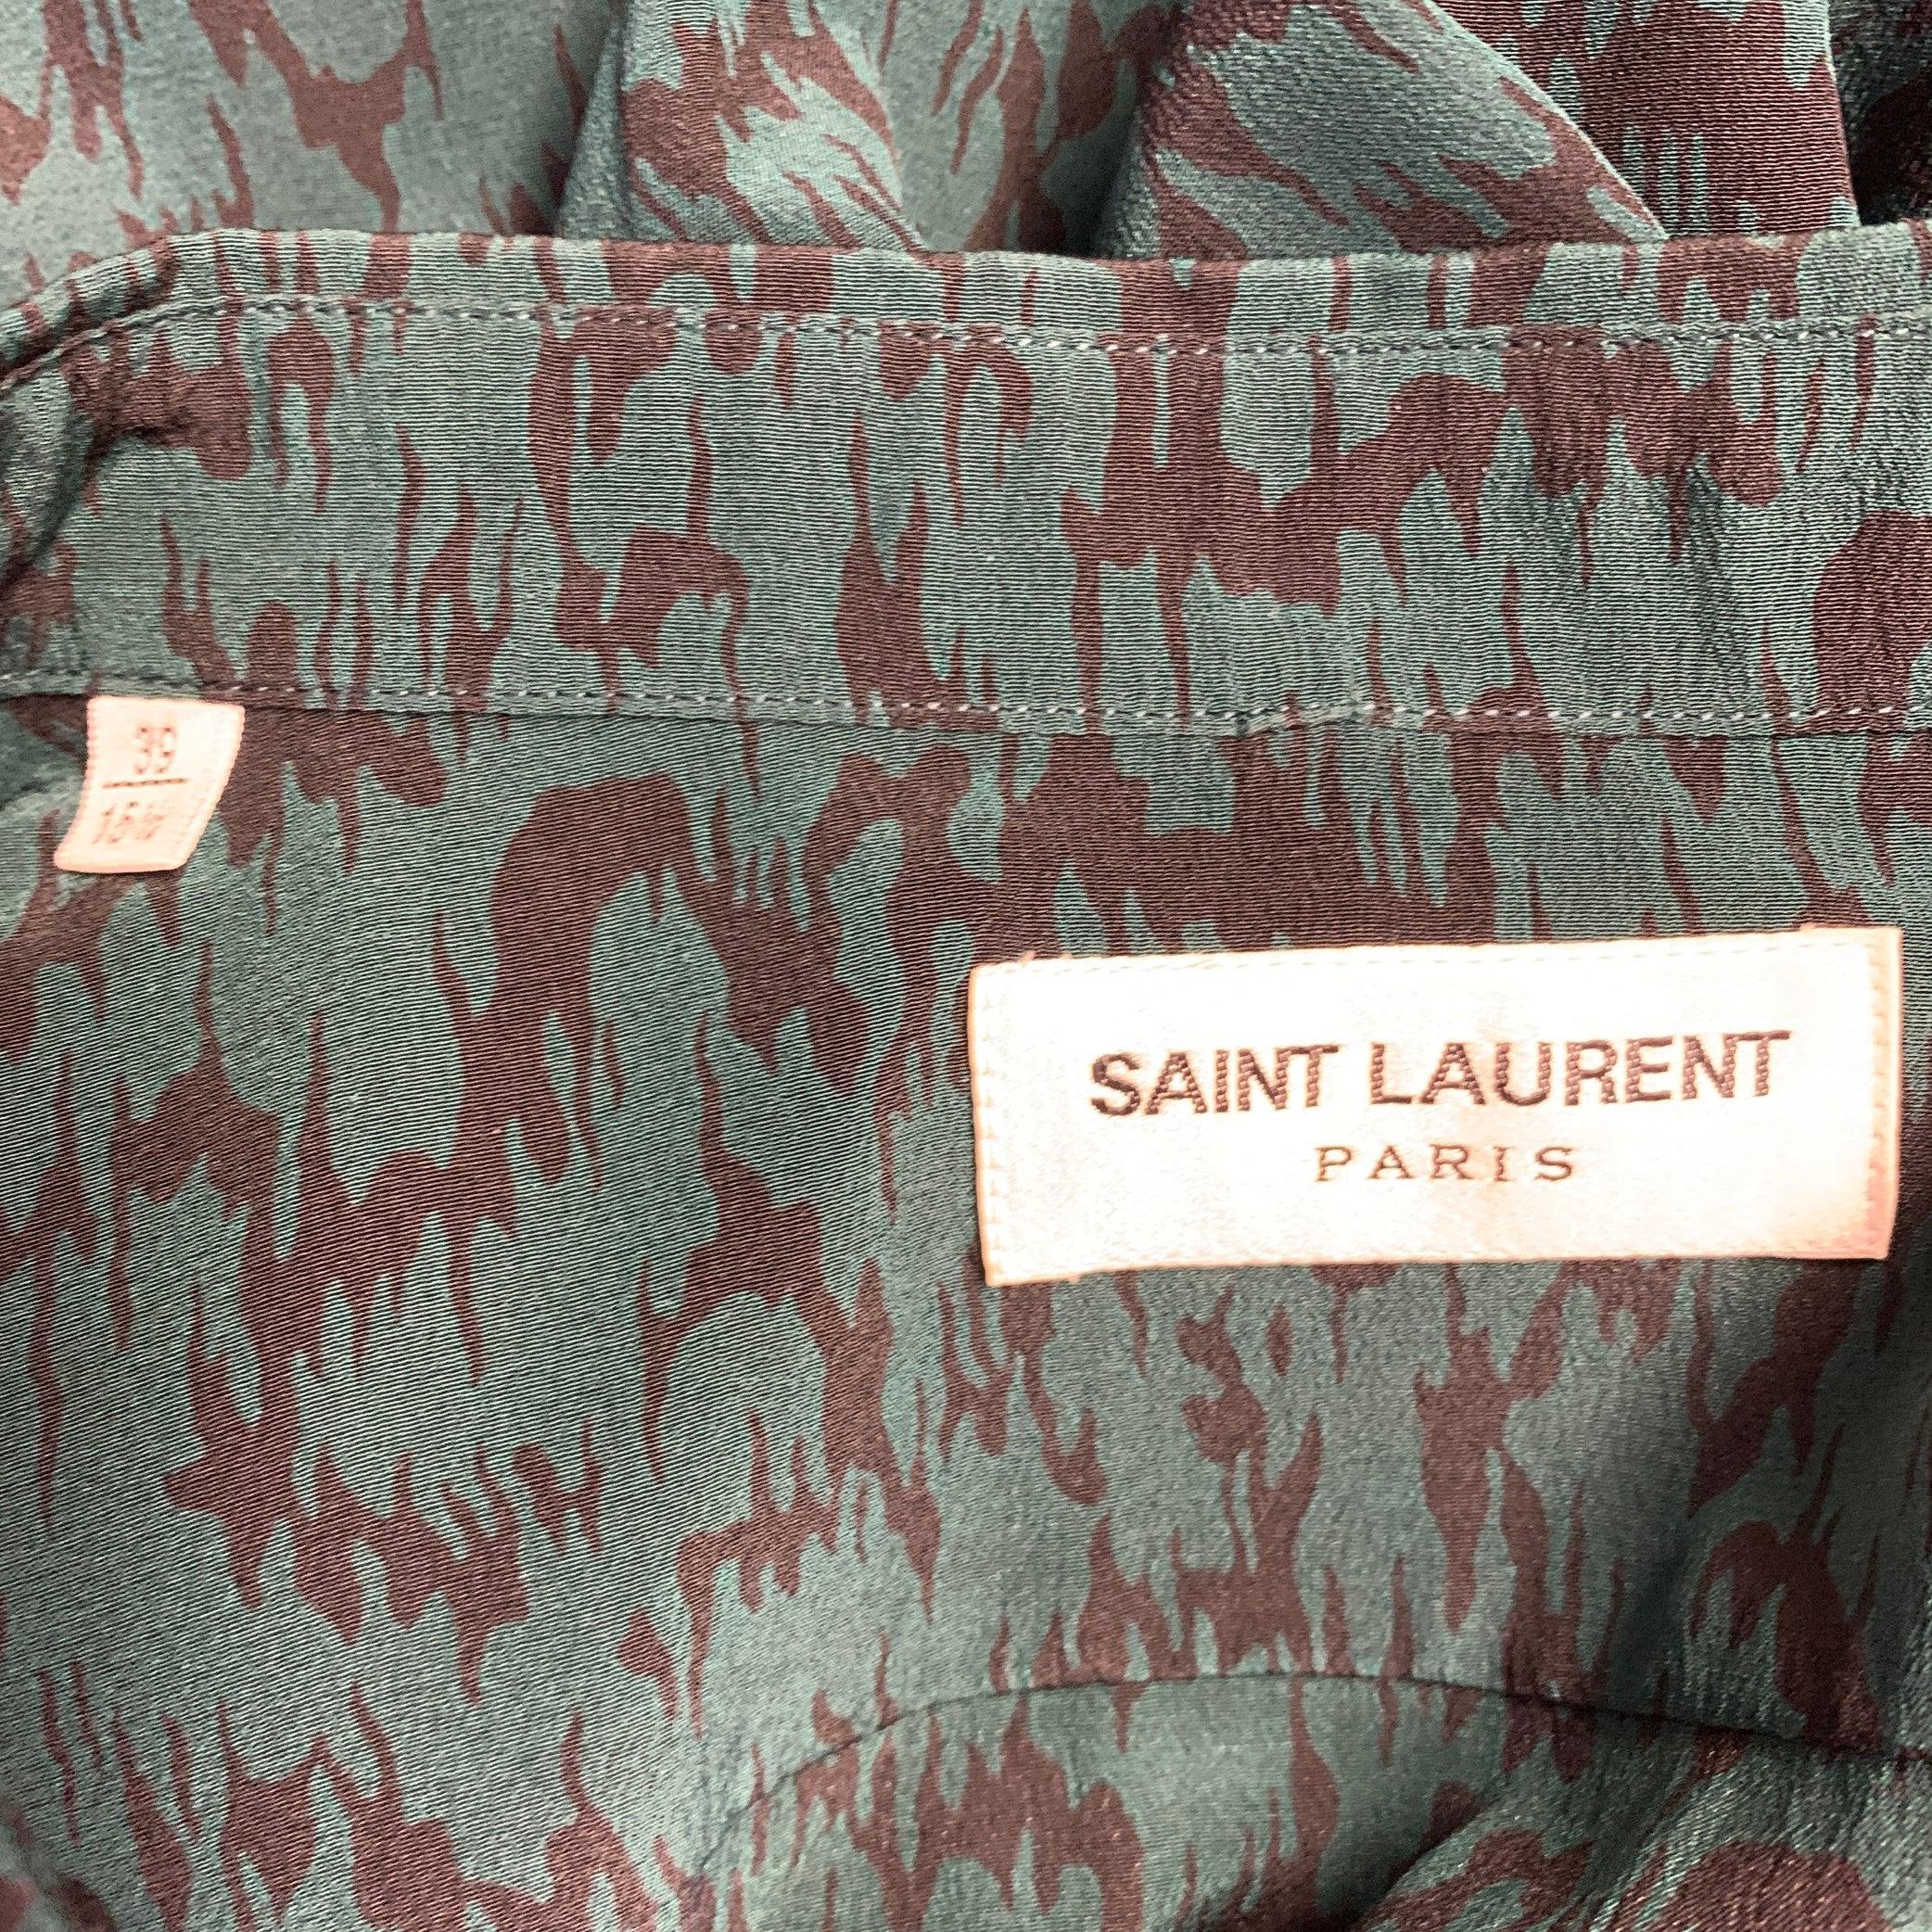 39
15½
SAINT LAURENT
PARIS